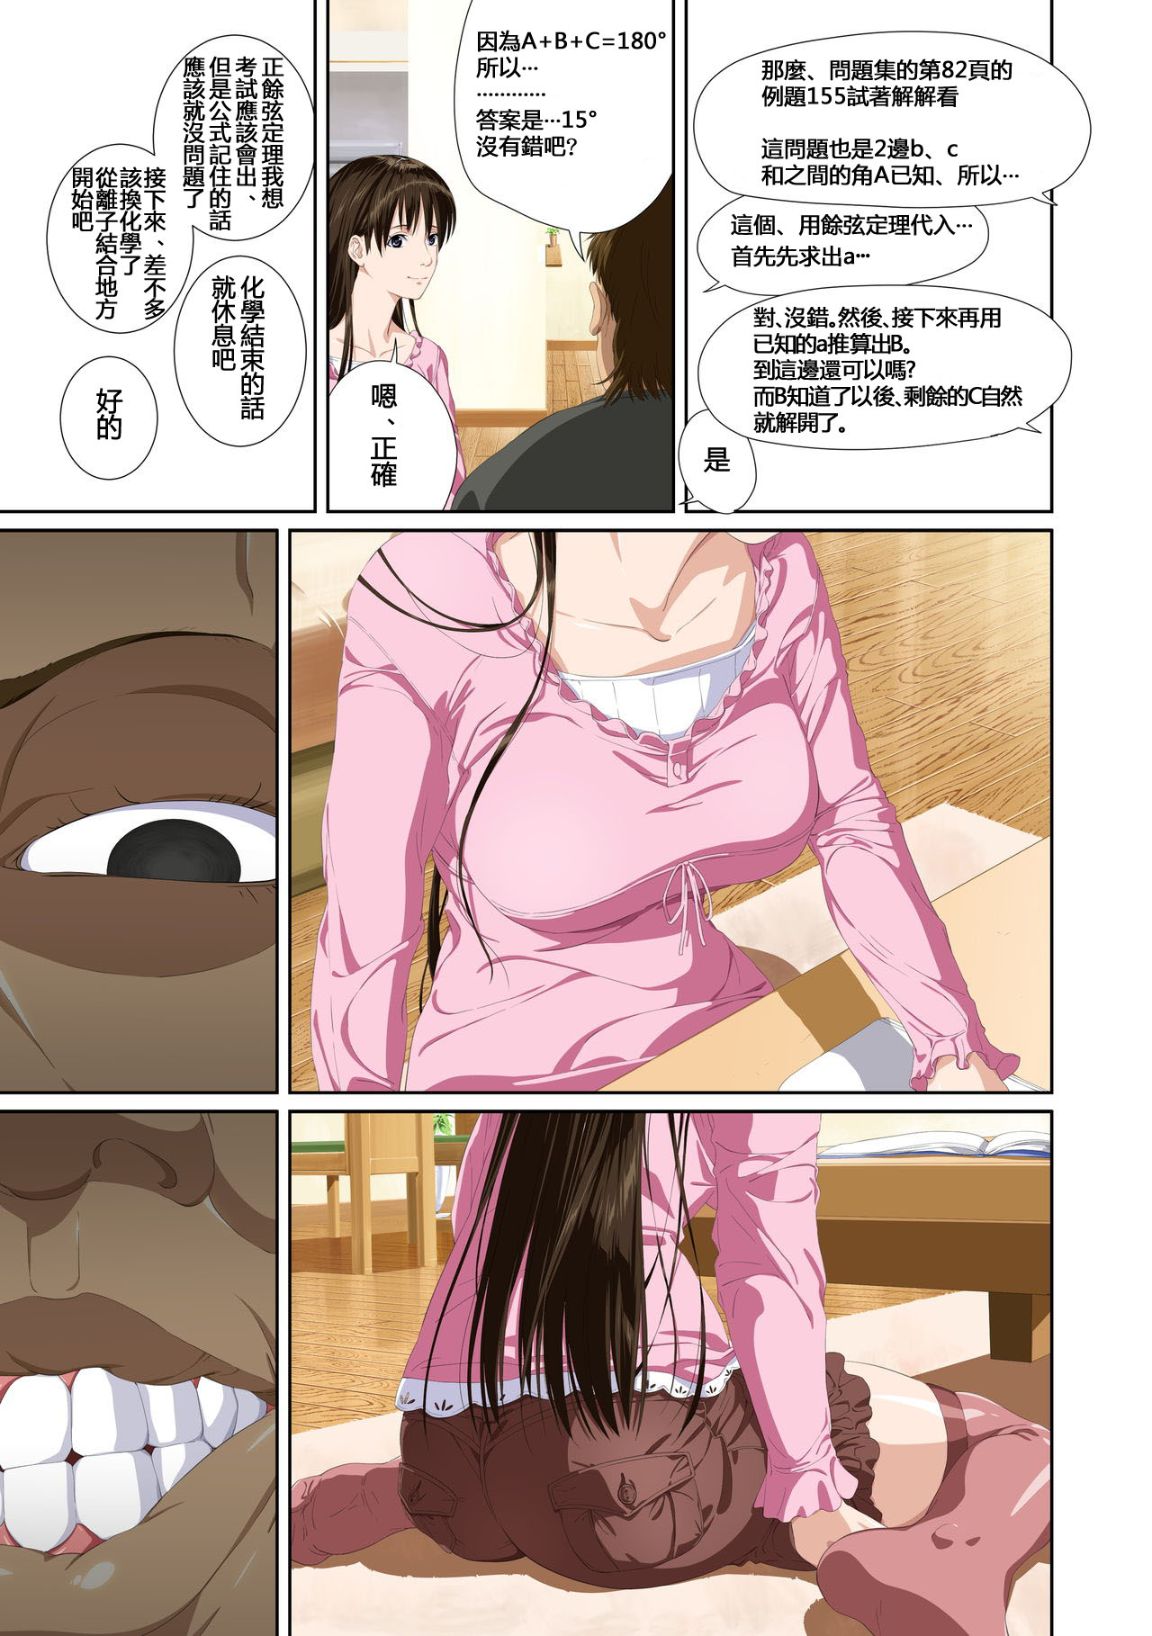 那麼、問題集的第82頁的
例題155試著解解看
這問題也是2邊b、c
和之間的角A已知、所以…
這個、用餘弦定理代入…
首先先求出a…
對、沒錯。然後、接下來再用
已知的a推算出B。
到這邊還可以嗎?
而B知道了以後、剩餘的C自然
就解開了。
是
因為A+B+C=180°
所以…
…………
答案是…15°
沒有錯吧?
嗯、正確
正餘弦定理我想
考試應該會出、
但是公式記住的話
應該就沒問題了
接下來、差不多
該換化學了
從離子結合地方
開始吧
化學結束的話
就休息吧
好的